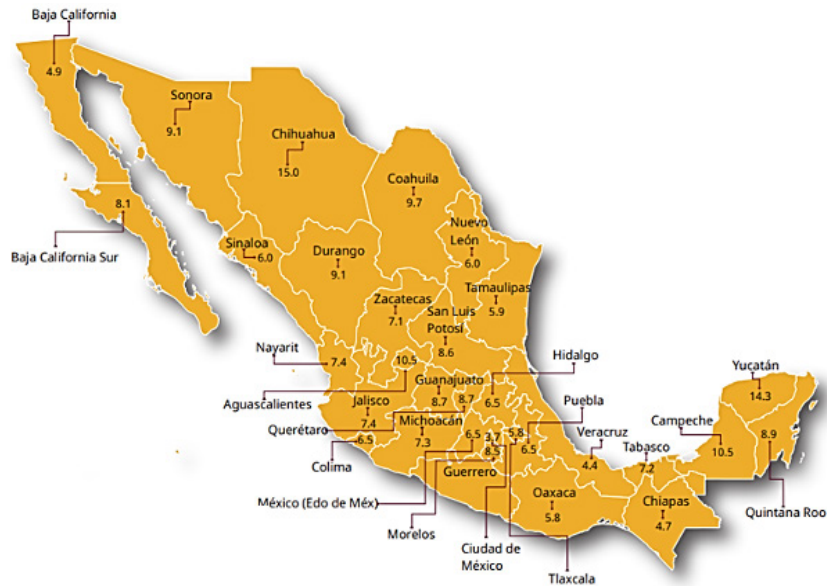 Baja California
4.9
Sonora
9.1
Chihuahua
15.0
Coahuila
9.7
8.1
Baja California Sur
Sinaloa
6.0
Durango
9.1
Nuevo
León
6.0
Tamaulipas
5.9
Zacatecas
7.1
San Luis
Potosí
8.6
Nayarit
7.4
10.5
Aguascalientes
Guanajuato
8.7
8.7
Querétaro
Hidalgo
6.5
Jalisco
7.4
Michoacán
7.3
6.5
Colima
6.5
México (Edo de Méx)
3.7
5.8
Puebla
6.5
8.5
Guerrero
Morelos
Ciudad de
México
Tlaxcala
Veracruz
4.4
Oaxaca
5.8
Tabasco
7.2
Chiapas
4.7
Campeche
10.5
Yucatán
14.3
8.9
Quintana Roo